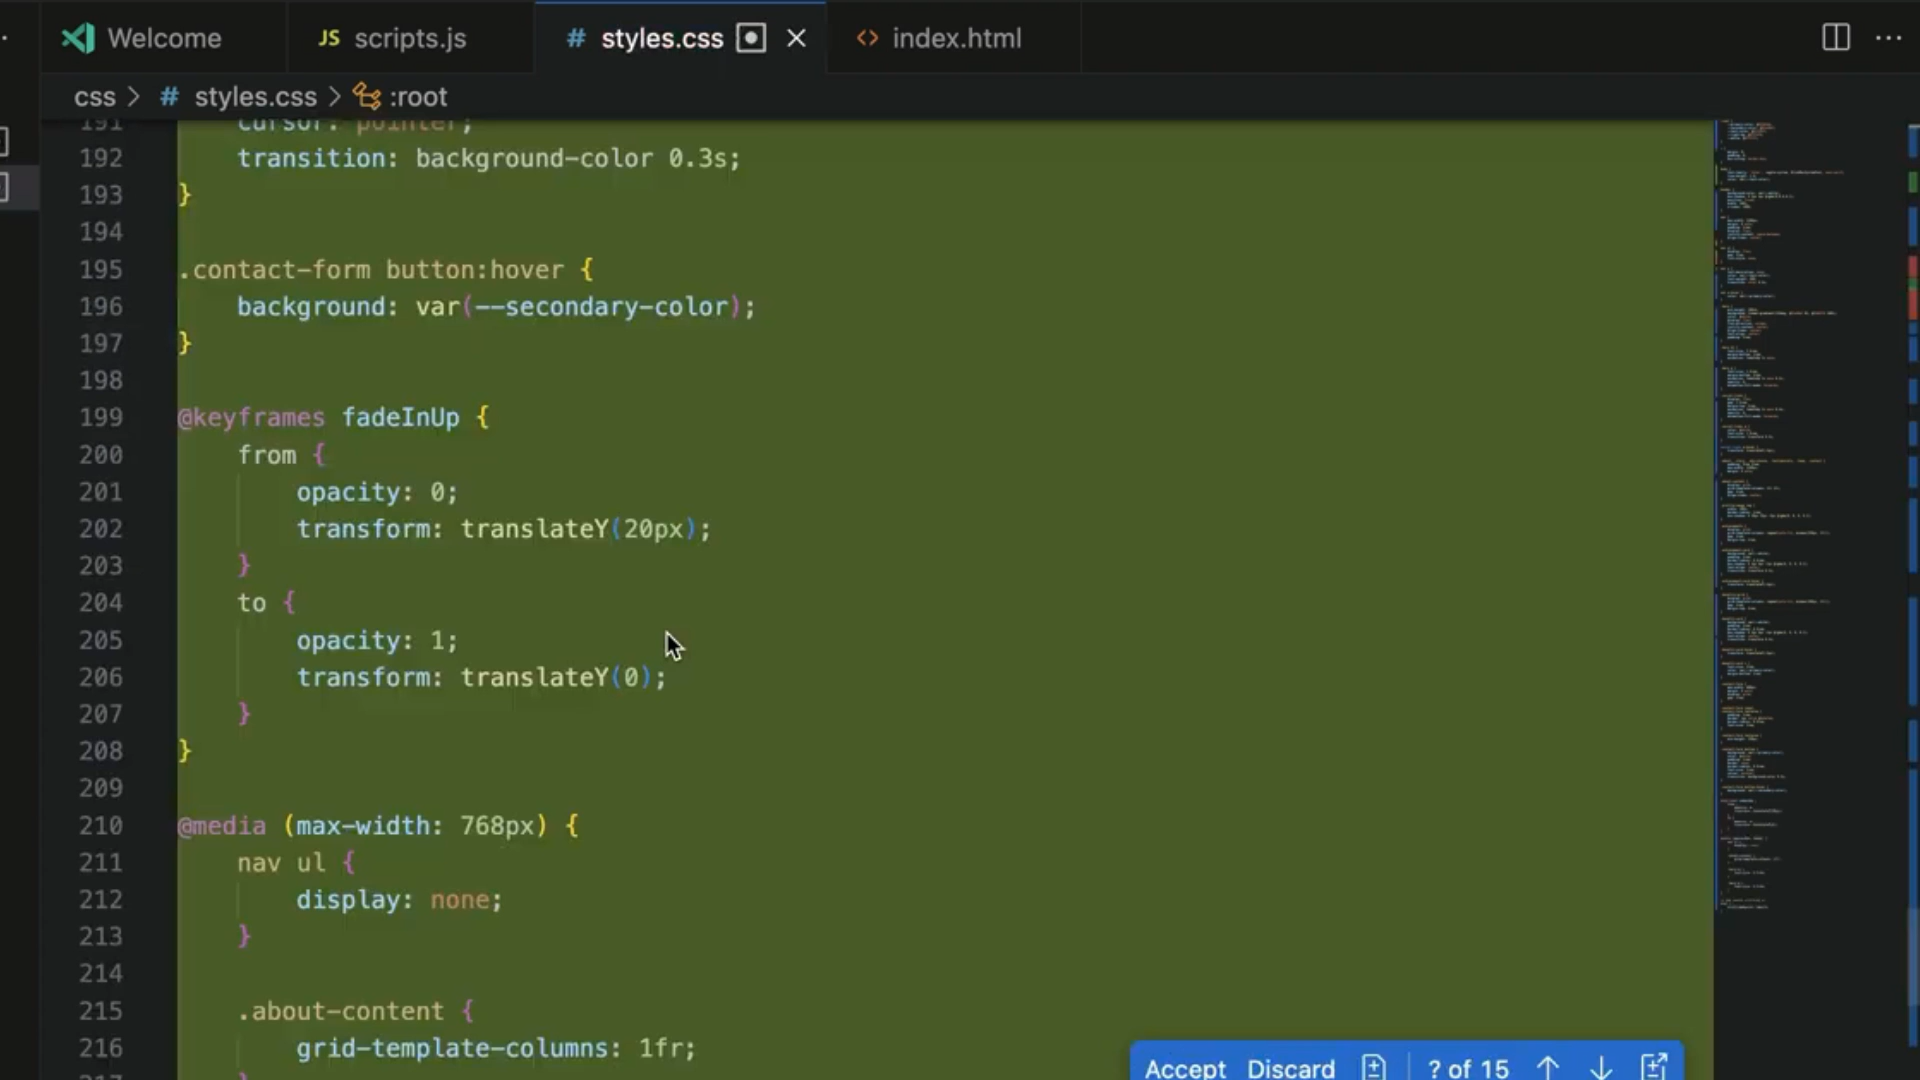 Welcome
JS scripts.js
# styles.css
<> index.html
css > # styles.css > :root
191 cursor: pointer;
192 transition: background-color 0.3s;
193 }
194
195 .contact-form button:hover {
196 background: var(--secondary-color);
197 }
198
199 @keyframes fadeInUp {
200 from {
201 opacity: 0;
202 transform: translateY(20px);
203 }
204 to {
205 opacity: 1;
206 transform: translateY(0);
207 }
208 }
209
210 @media (max-width: 768px) {
211 nav ul {
212 display: none;
213 }
214
215 .about-content {
216 grid-template-columns: 1fr;
217 }
Accept Discard ? of 15